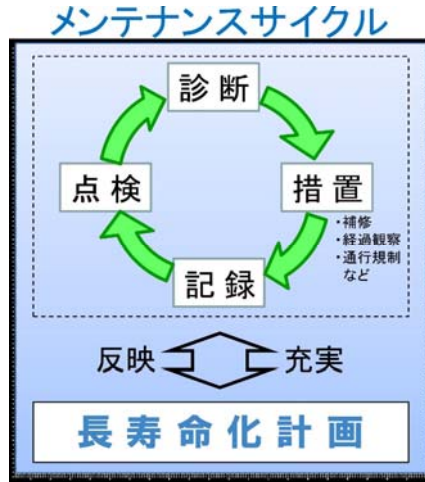 メンテナンスサイクル
診断
点検
措置
・補修
・経過観察
・通行規制
など
記録
反映
充実
長寿命化計画